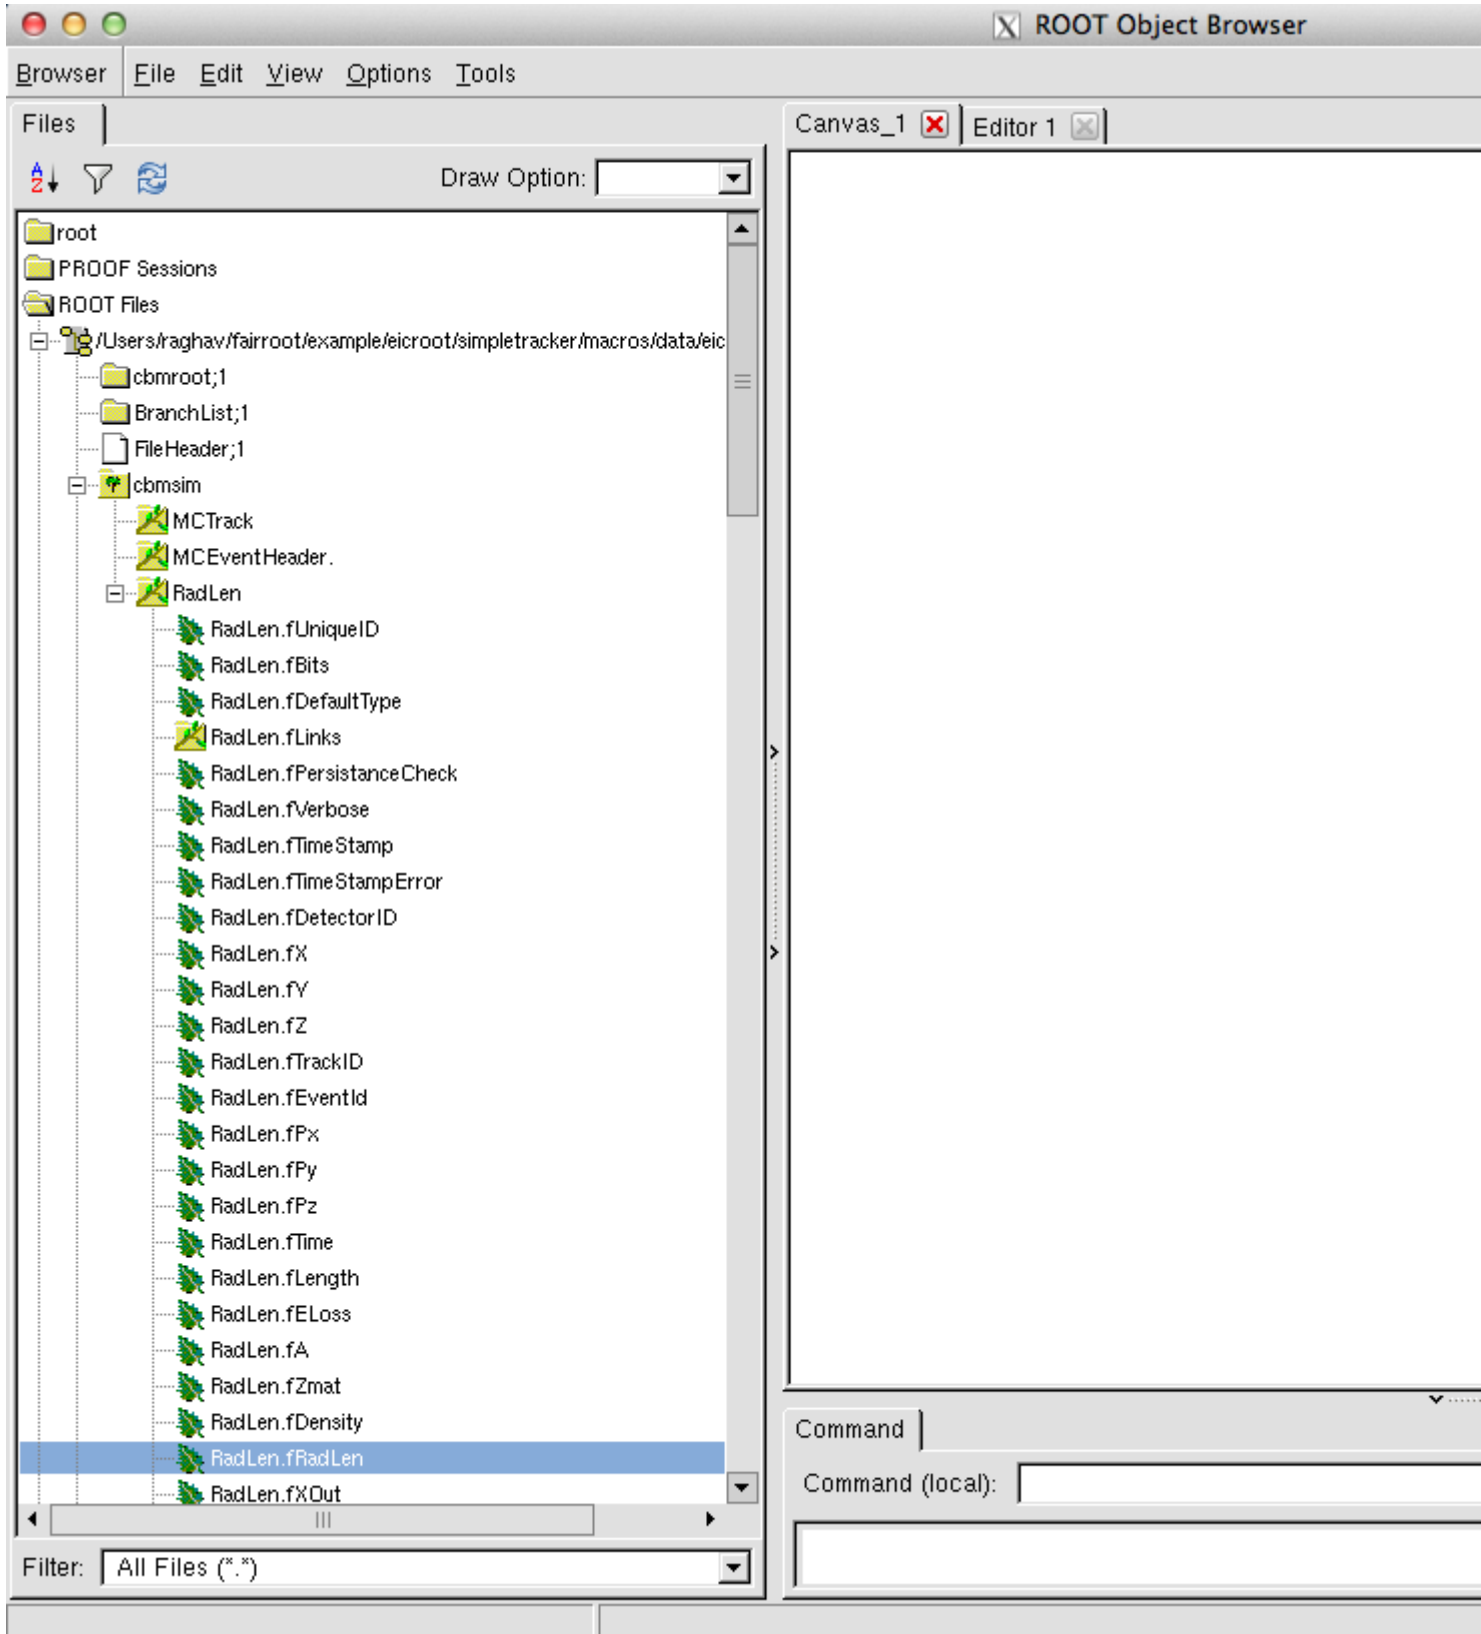 ROOT Object Browser
Browser File Edit View Options Tools
Files
Canvas_1 Editor 1
Draw Option:
root
PROOF Sessions
ROOT Files
/Users/raghav/fairroot/example/eicroot/simpletracker/macros/data/eic
cbmroot;1
BranchList;1
FileHeader;1
cbmsim
MCTrack
MCEventHeader.
RadLen
RadLen.fUniqueID
RadLen.fBits
RadLen.fDefaultType
RadLen.fLinks
RadLen.fPersistanceCheck
RadLen.fVerbose
RadLen.fTimeStamp
RadLen.fTimeStampError
RadLen.fDetectorID
RadLen.fX
RadLen.fY
RadLen.fZ
RadLen.fTrackID
RadLen.fEventId
RadLen.fPx
RadLen.fPy
RadLen.fPz
RadLen.fTime
RadLen.fLength
RadLen.fELoss
RadLen.fA
RadLen.fZmat
RadLen.fDensity
RadLen.fRadLen
RadLen.fXOut
Filter: All Files (*.*)
Command
Command (local):